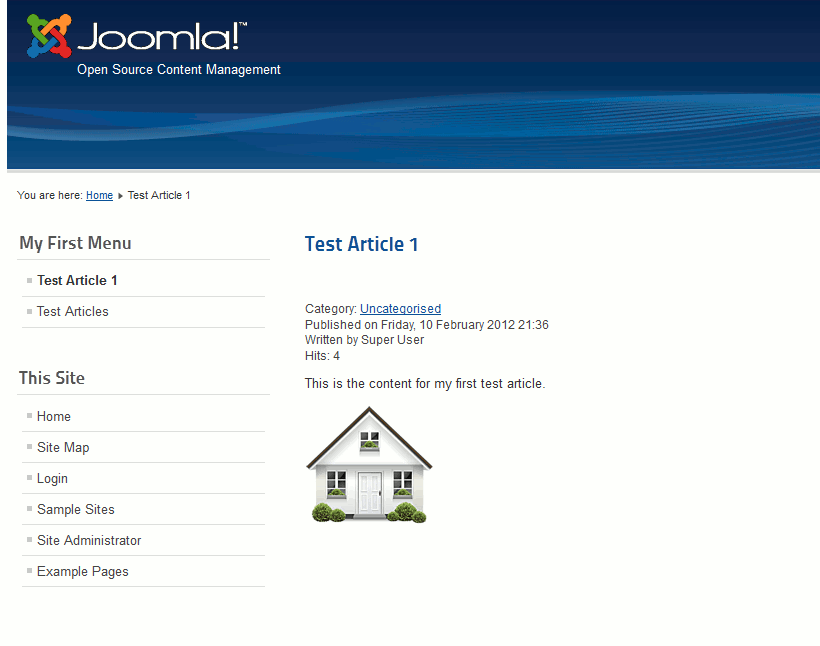 Joomla!™
Open Source Content Management
You are here: Home Test Article 1
My First Menu
Test Article 1
Test Articles
This Site
Home
Site Map
Login
Sample Sites
Site Administrator
Example Pages
Test Article 1
Category: Uncategorised
Published on Friday, 10 February 2012 21:36
Written by Super User
Hits: 4
This is the content for my first test article.